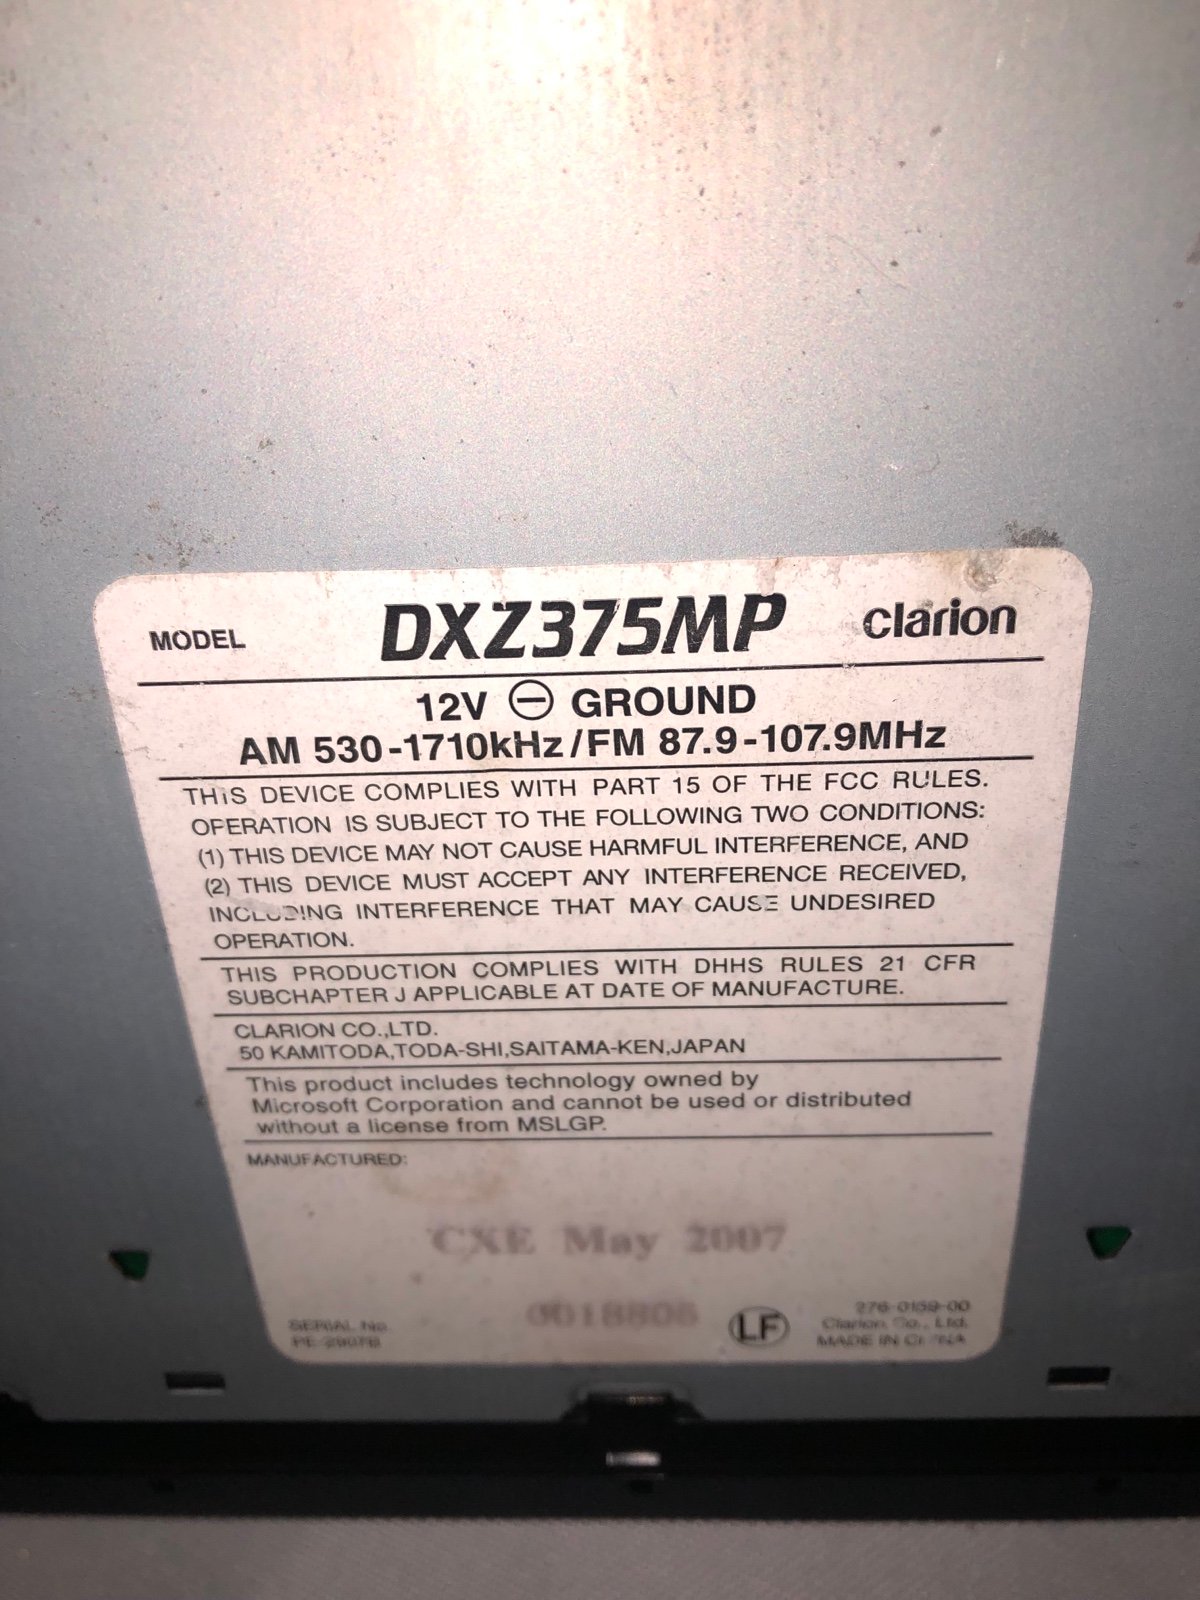 MODEL DXZ375MP clarion
12V ⊖ GROUND
AM 530-1710kHz/FM 87.9-107.9MHz
THIS DEVICE COMPLIES WITH PART 15 OF THE FCC RULES.
OPERATION IS SUBJECT TO THE FOLLOWING TWO CONDITIONS:
(1) THIS DEVICE MAY NOT CAUSE HARMFUL INTERFERENCE, AND
(2) THIS DEVICE MUST ACCEPT ANY INTERFERENCE RECEIVED,
INCLUDING INTERFERENCE THAT MAY CAUSE UNDESIRED
OPERATION.
THIS PRODUCTION COMPLIES WITH DHHS RULES 21 CFR
SUBCHAPTER J APPLICABLE AT DATE OF MANUFACTURE.
CLARION CO.,LTD.
50 KAMITODA,TODA-SHI,SAITAMA-KEN,JAPAN
This product includes technology owned by
Microsoft Corporation and cannot be used or distributed
without a license from MSLGP.
MANUFACTURED:
CXE May 2007
276-0159-00
SERIAL No. LF Clarion Co., Ltd.
MADE IN CHINA